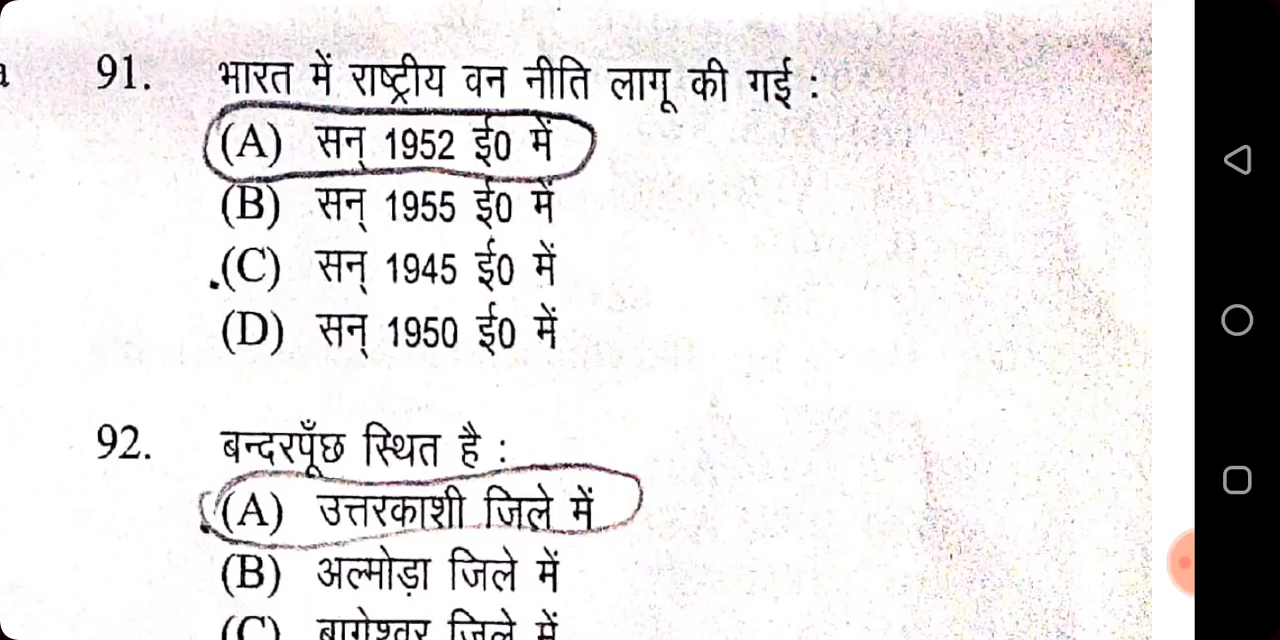 91. भारत में राष्ट्रीय वन नीति लागू की गई :
(A) सन् 1952 ई0 में
(B) सन् 1955 ई0 में
(C) सन् 1945 ई0 में
(D) सन् 1950 ई0 में
92. बन्दरपूँछ स्थित है :
(A) उत्तरकाशी जिले में
(B) अल्मोड़ा जिले में
(C) बागेश्वर जिले में